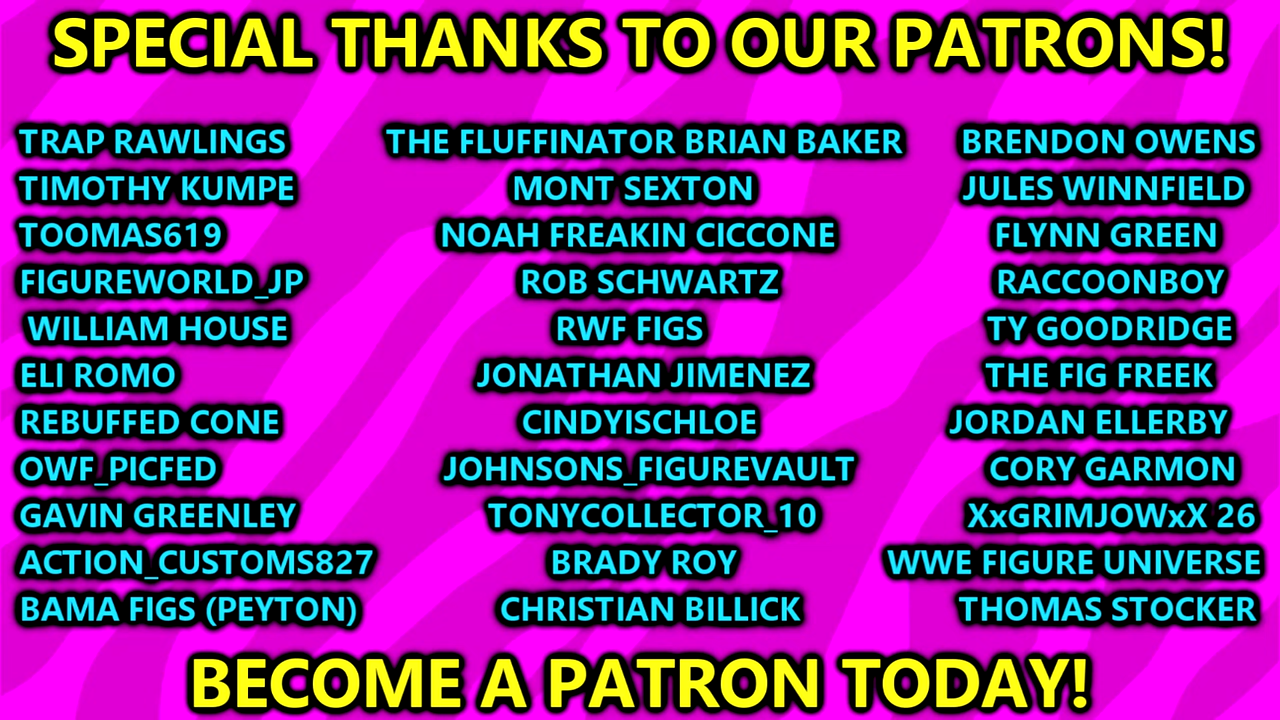 SPECIAL THANKS TO OUR PATRONS!
TRAP RAWLINGS
TIMOTHY KUMPE
TOOMAS619
FIGUREWORLD_JP
WILLIAM HOUSE
ELI ROMO
REBUFFED CONE
OWF_PICFED
GAVIN GREENLEY
ACTION_CUSTOMS827
BAMA FIGS (PEYTON)
THE FLUFFINATOR BRIAN BAKER
MONT SEXTON
NOAH FREAKIN CICCONE
ROB SCHWARTZ
RWF FIGS
JONATHAN JIMENEZ
CINDYISCHLOE
JOHNSONS_FIGUREVAULT
TONYCOLLECTOR_10
BRADY ROY
CHRISTIAN BILLICK
BRENDON OWENS
JULES WINNFIELD
FLYNN GREEN
RACCOONBOY
TY GOODRIDGE
THE FIG FREEK
JORDAN ELLERBY
CORY GARMON
XxGRIMJOWxX 26
WWE FIGURE UNIVERSE
THOMAS STOCKER
BECOME A PATRON TODAY!